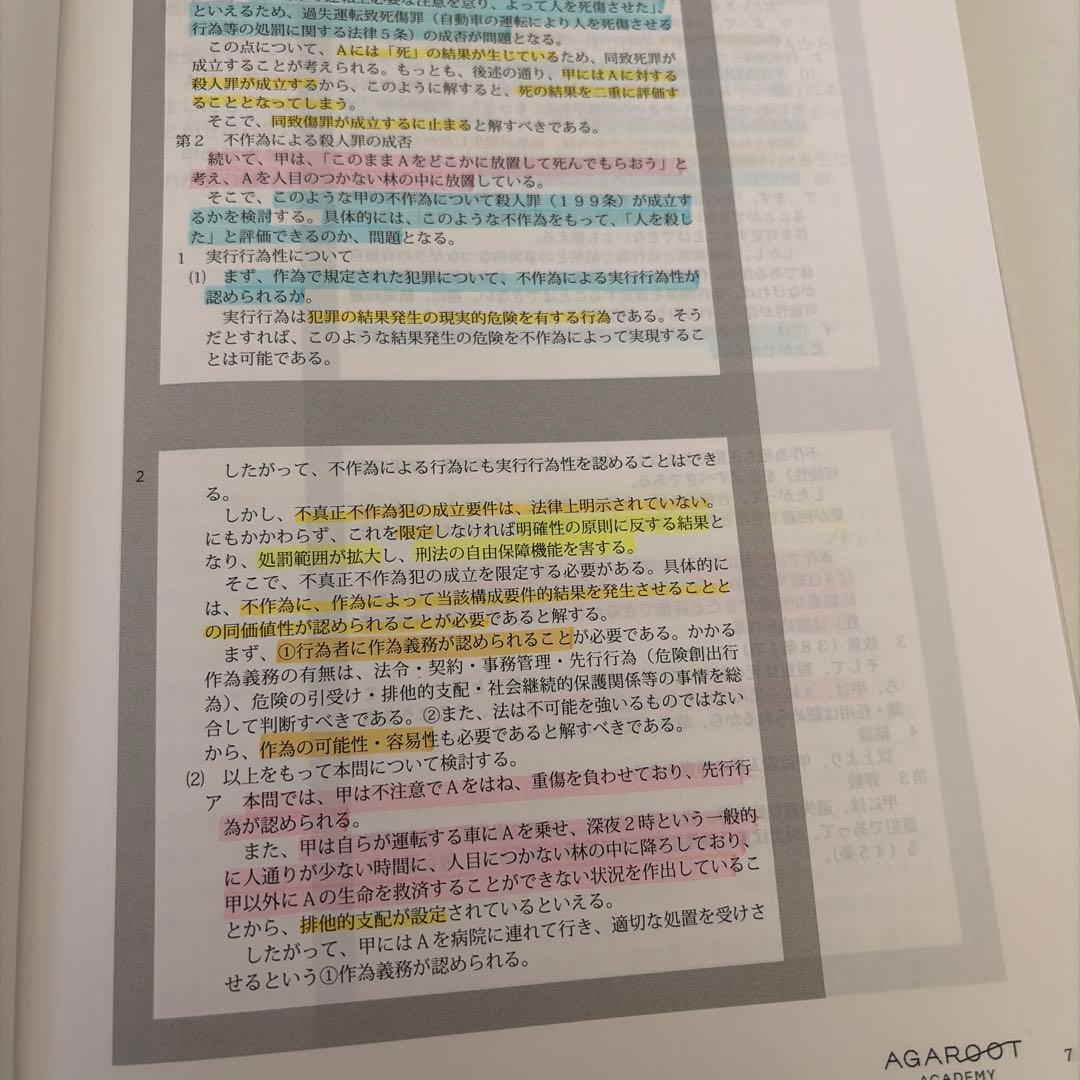 必要な注意を怠り、よって人を死傷させた」
といえるため、過失運転致死傷罪（自動車の運転により人を死傷させる
行為等の処罰に関する法律５条）の成否が問題となる。
この点について、Ａには「死」の結果が生じているため、同致死罪が
成立することが考えられる。もっとも、後述の通り、甲にはＡに対する
殺人罪が成立するから、このように解すると、死の結果を二重に評価す
ることとなってしまう。
そこで、同致傷罪が成立するに止まると解すべきである。
第２　不作為による殺人罪の成否
続いて、甲は、「このままＡをどこかに放置して死んでもらおう」と
考え、Ａを人目のつかない林の中に放置している。
そこで、このような甲の不作為について殺人罪（１９９条）が成立す
るかを検討する。具体的には、このような不作為をもって、「人を殺し
た」と評価できるのか、問題となる。
１　実行行為性について
⑴　まず、作為で規定された犯罪について、不作為による実行行為性が
認められるか。
実行行為は犯罪の結果発生の現実的危険を有する行為である。そう
だとすれば、このような結果発生の危険を不作為によって実現するこ
とは可能である。
2
したがって、不作為による行為にも実行行為性を認めることはでき
る。
しかし、不真正不作為犯の成立要件は、法律上明示されていない。
にもかかわらず、これを限定しなければ明確性の原則に反する結果と
なり、処罰範囲が拡大し、刑法の自由保障機能を害する。
そこで、不真正不作為犯の成立を限定する必要がある。具体的に
は、不作為に、作為によって当該構成要件的結果を発生させることと
の同価値性が認められることが必要であると解する。
まず、①行為者に作為義務が認められることが必要である。かかる
作為義務の有無は、法令・契約・事務管理・先行行為（危険創出行
為）、危険の引受け・排他的支配・社会継続的保護関係等の事情を総
合して判断すべきである。②また、法は不可能を強いるものではない
から、作為の可能性・容易性も必要であると解すべきである。
⑵　以上をもって本問について検討する。
ア　本問では、甲は不注意でＡをはね、重傷を負わせており、先行行
為が認められる。
また、甲は自らが運転する車にＡを乗せ、深夜２時という一般的
に人通りが少ない時間に、人目につかない林の中に降ろしており、
甲以外にＡの生命を救済することができない状況を作出しているこ
とから、排他的支配が設定されているといえる。
したがって、甲にはＡを病院に連れて行き、適切な処置を受けさ
せるという①作為義務が認められる。
AGAROOT
ACADEMY
7